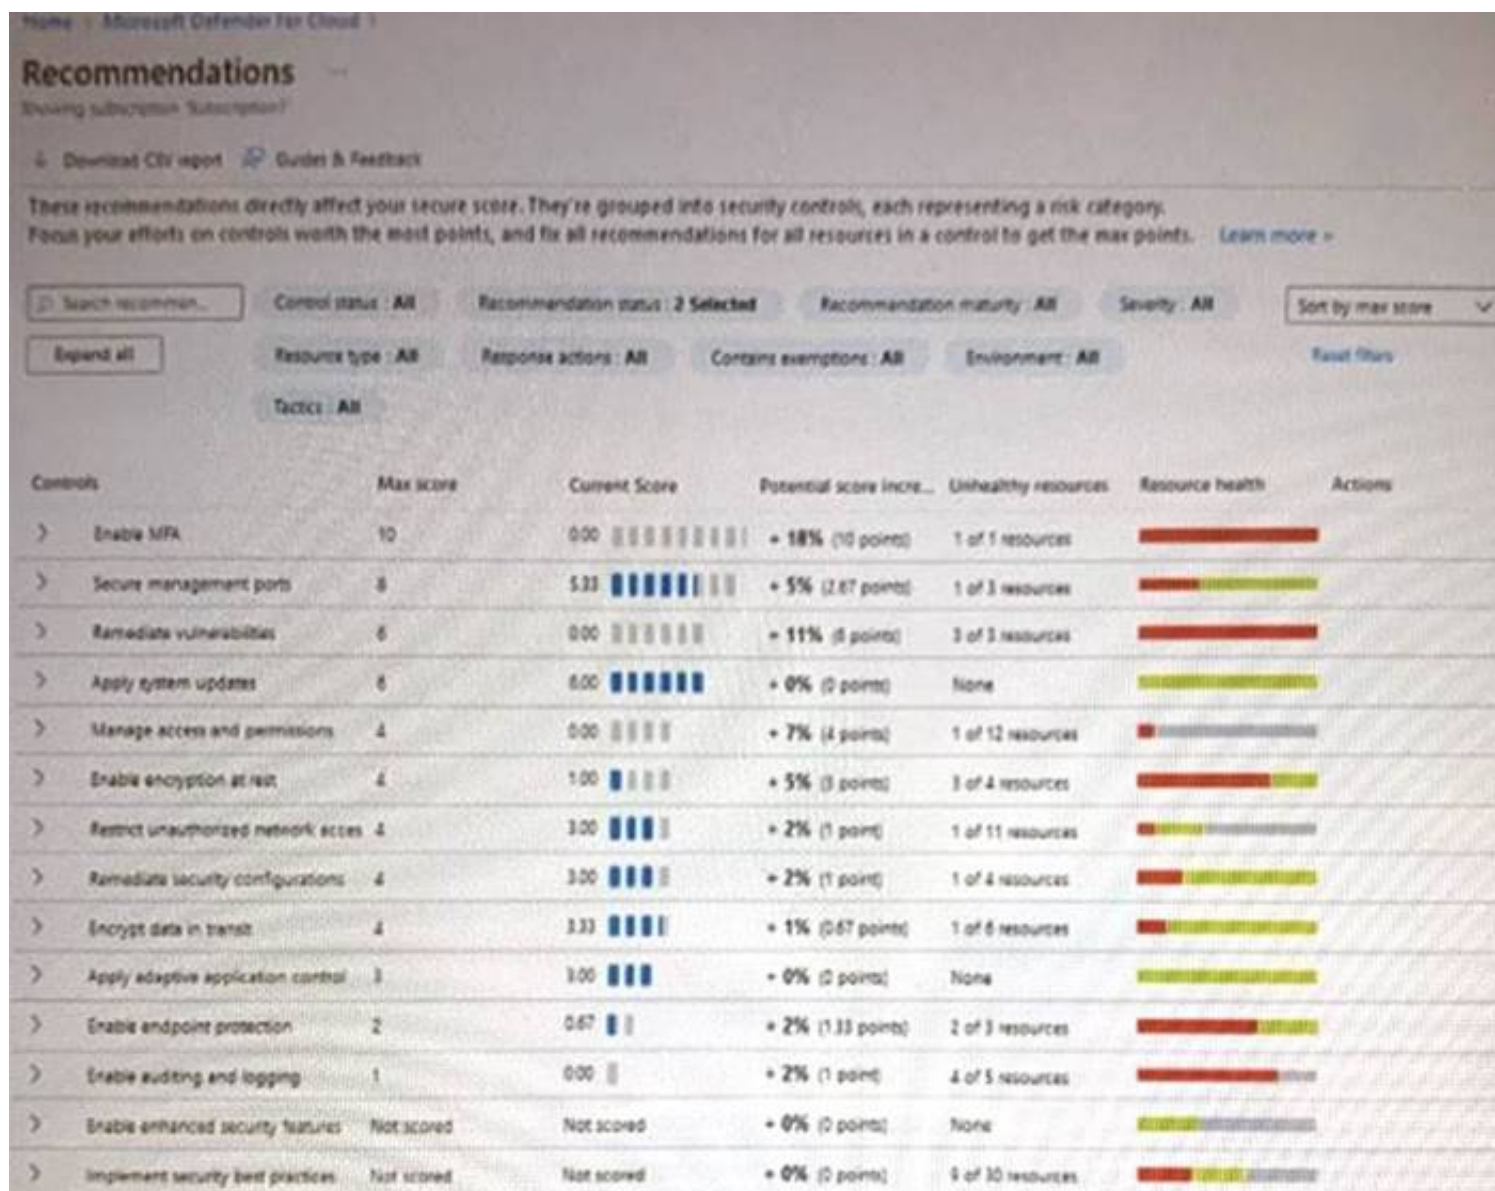 Home > Microsoft Defender for Cloud >
Recommendations ...
Showing subscription 'Subscription1'
Download CSV report Guides & Feedback
These recommendations directly affect your secure score. They're grouped into security controls, each representing a risk category.
Focus your efforts on controls worth the most points, and fix all recommendations for all resources in a control to get the max points. Learn more >
Search recommen... Control status : All Recommendation status : 2 Selected Recommendation maturity : All Severity : All Sort by max score
Expand all Resource type : All Response actions : All Contains exemptions : All Environment : All Reset filters
Tactics : All
Controls Max score Current Score Potential score incre... Unhealthy resources Resource health Actions
Enable MFA 10 0.00 + 18% (10 points) 1 of 1 resources
Secure management ports 8 5.33 + 5% (2.67 points) 1 of 3 resources
Remediate vulnerabilities 6 0.00 + 11% (6 points) 3 of 3 resources
Apply system updates 6 6.00 + 0% (0 points) None
Manage access and permissions 4 0.00 + 7% (4 points) 1 of 12 resources
Enable encryption at rest 4 1.00 + 5% (3 points) 3 of 4 resources
Restrict unauthorized network acces 4 3.00 + 2% (1 point) 1 of 11 resources
Remediate security configurations 4 3.00 + 2% (1 point) 1 of 4 resources
Encrypt data in transit 4 3.33 + 1% (0.67 points) 1 of 6 resources
Apply adaptive application control 3 3.00 + 0% (0 points) None
Enable endpoint protection 2 0.67 + 2% (1.33 points) 2 of 3 resources
Enable auditing and logging 1 0.00 + 2% (1 point) 4 of 5 resources
Enable enhanced security features Not scored Not scored + 0% (0 points) None
Implement security best practices Not scored Not scored + 0% (0 points) 9 of 30 resources